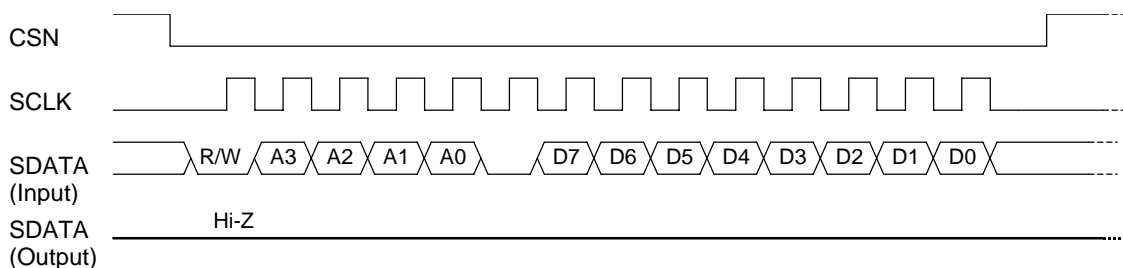 CSN
SCLK
SDATA
(Input)
R/W A3 A2 A1 A0 D7 D6 D5 D4 D3 D2 D1 D0
SDATA
(Output)
Hi-Z